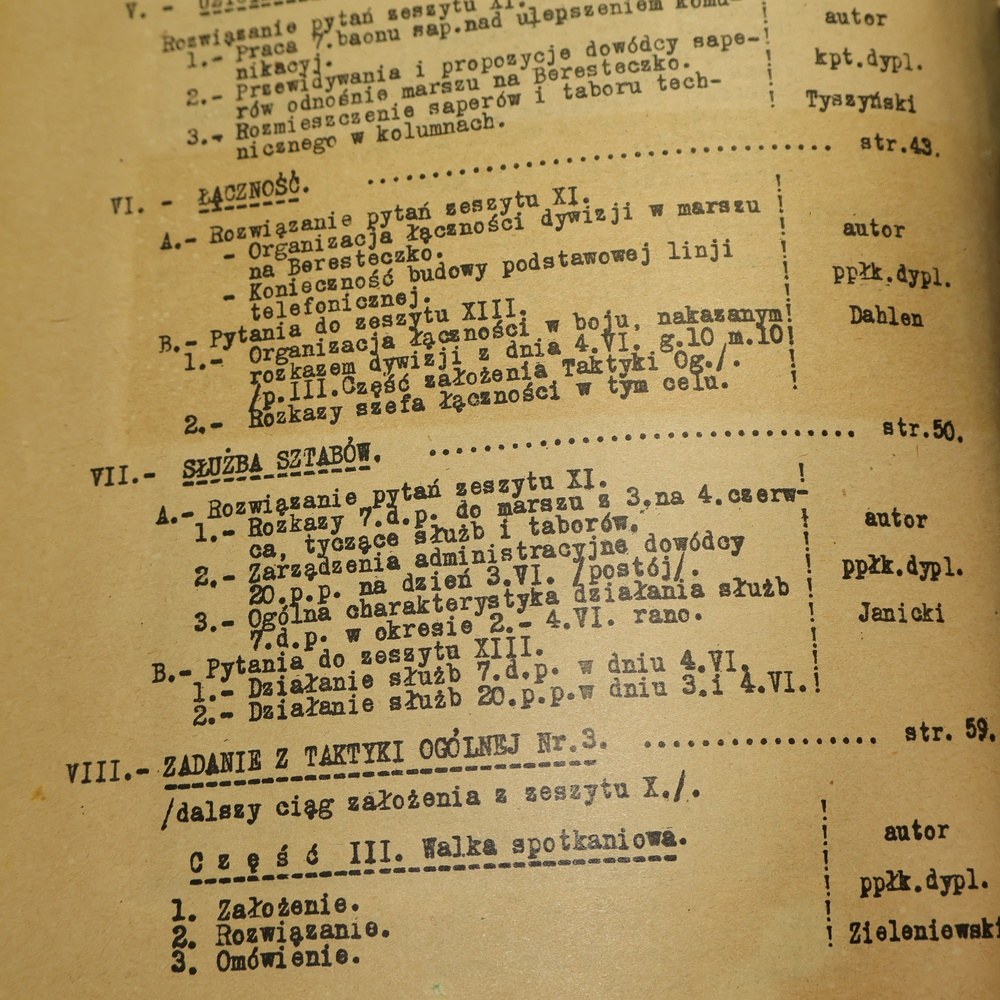 V. -
Rozwiązanie pytań zeszytu XI.
1.- Praca 7.baonu sap.nad ulepszeniem komu-
nikacyj. autor
2.- Przewidywania i propozycje dowódcy sape-!
rów odnośnie marszu na Beresteczko. ! kpt.dypl.
3.- Rozmieszczenie saperów i taboru tech- !
nicznego w kolumnach. ! Tyszyński
VI. - ŁĄCZNOŚĆ. .................................. str.43.
A.- Rozwiązanie pytań zeszytu XI. !
- Organizacja łączności dywizji w marszu !
na Beresteczko. ! autor
- Konieczność budowy podstawowej linji !
telefonicznej. ! ppłk.dypl.
B.- Pytania do zeszytu XIII. !
1.- Organizacja łączności w boju, nakazanym! Dahlen
rozkazem dywizji z dnia 4.VI. g.10 m.10!
/p.III.Część założenia Taktyki Og./. !
2.- Rozkazy szefa łączności w tym celu. !
VII.- SŁUŻBA SZTABÓW. ............................... str.50.
A.- Rozwiązanie pytań zeszytu XI. !
1.- Rozkazy 7.d.p. do marszu z 3.na 4.czerw-
ca, tyczące służb i taborów. ! autor
2.- Zarządzenia administracyjne dowódcy !
20.p.p. na dzień 3.VI. /postój/. ! ppłk.dypl.
3.- Ogólna charakterystyka działania służb !
7.d.p. w okresie 2.- 4.VI. rano. ! Janicki
B.- Pytania do zeszytu XIII. !
1.- Działanie służb 7.d.p. w dniu 4.VI. !
2.- Działanie służb 20.p.p.w dniu 3.i 4.VI.!
VIII.- ZADANIE Z TAKTYKI OGÓLNEJ Nr.3. .................. str. 59.
/dalszy ciąg założenia z zeszytu X./.
Część III. Walka spotkaniowa. ! autor
1. Założenie. ! ppłk.dypl.
2. Rozwiązanie. ! Zieleniewski
3. Omówienie.